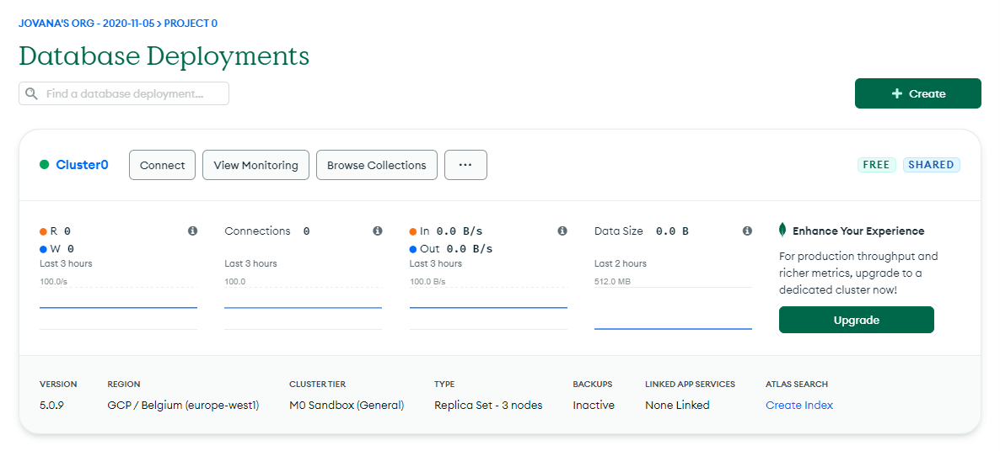 JOVANA'S ORG - 2020-11-05 > PROJECT 0
Database Deployments
Find a database deployment...
+ Create
Cluster0 Connect View Monitoring Browse Collections ... FREE SHARED
R 0
W 0
Last 3 hours
100.0/s
Connections 0
Last 3 hours
100.0
In 0.0 B/s
Out 0.0 B/s
Last 3 hours
100.0 B/s
Data Size 0.0 B
Last 2 hours
512.0 MB
Enhance Your Experience
For production throughput and
richer metrics, upgrade to a
dedicated cluster now!
Upgrade
VERSION REGION CLUSTER TIER TYPE BACKUPS LINKED APP SERVICES ATLAS SEARCH
5.0.9 GCP / Belgium (europe-west1) M0 Sandbox (General) Replica Set - 3 nodes Inactive None Linked Create Index